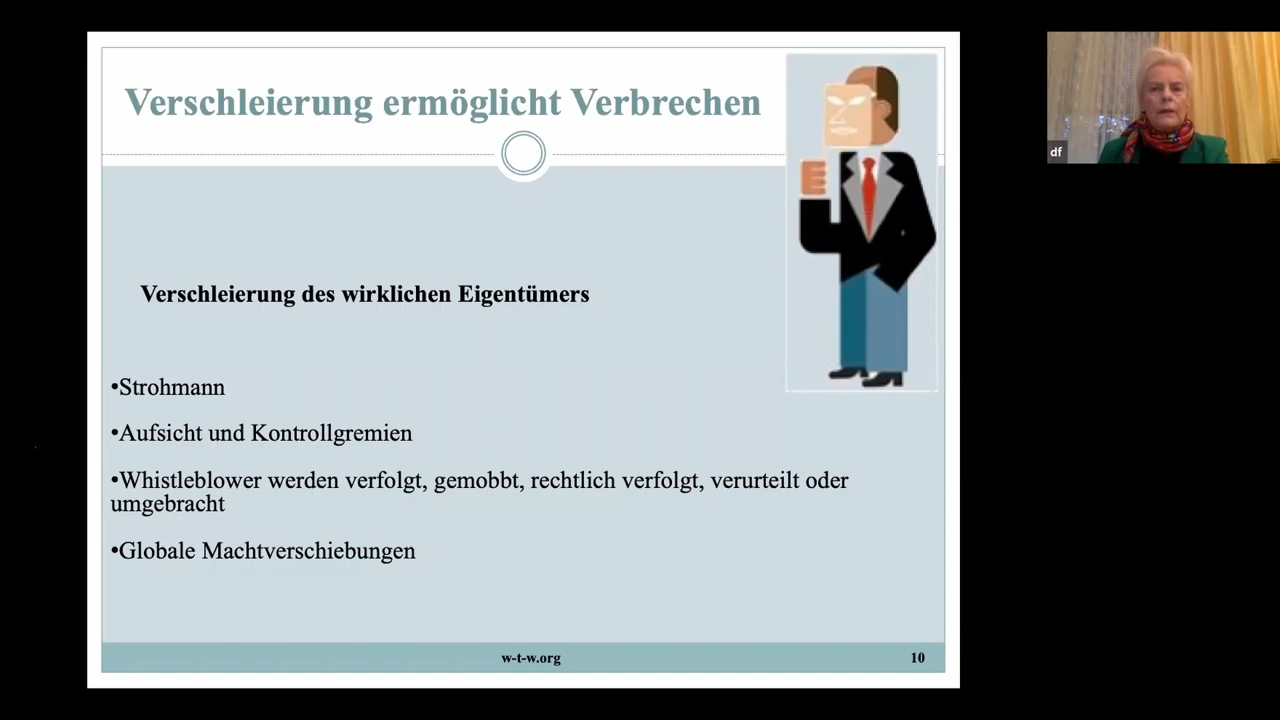 Verschleierung ermöglicht Verbrechen
df
Verschleierung des wirklichen Eigentümers
•Strohmann
•Aufsicht und Kontrollgremien
•Whistleblower werden verfolgt, gemobbt, rechtlich verfolgt, verurteilt oder
umgebracht
•Globale Machtverschiebungen
w-t-w.org
10